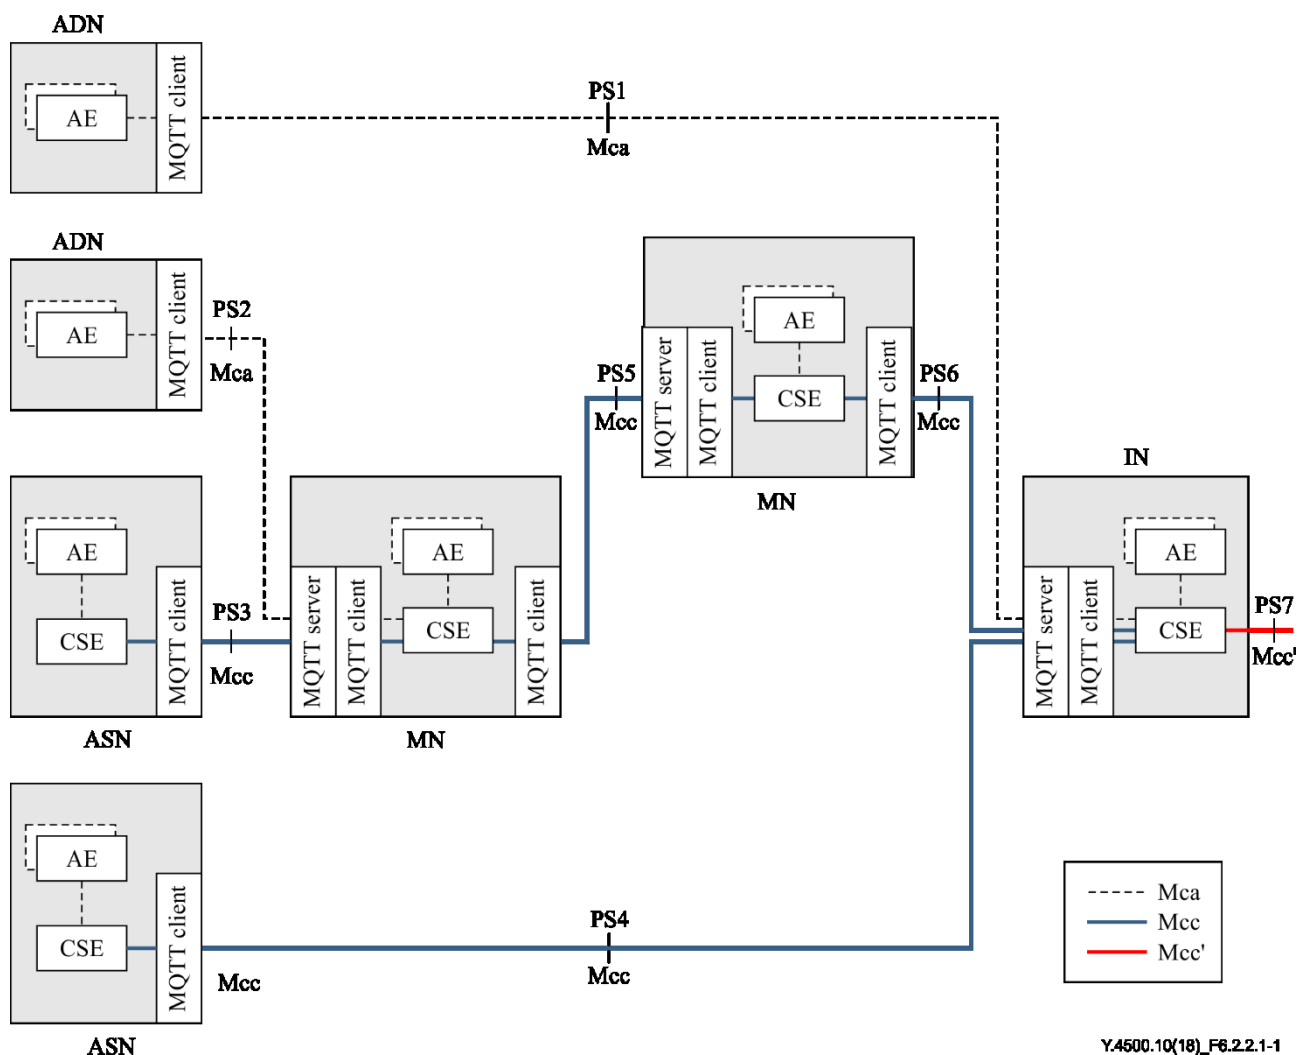 ADN
AE
MQTT client
PS1
Mca
ADN
AE
MQTT client
PS2
Mca
AE
CSE
MQTT server
MQTT client
MQTT client
MN
PS5
Mcc
PS6
Mcc
AE
CSE
MQTT client
ASN
PS3
Mcc
AE
CSE
MQTT server
MQTT client
MQTT client
MN
IN
AE
CSE
MQTT server
MQTT client
PS7
Mcc'
AE
CSE
MQTT client
ASN
Mcc
PS4
Mcc
Mca
Mcc
Mcc'
Y.4500.10(18)_F6.2.2.1-1